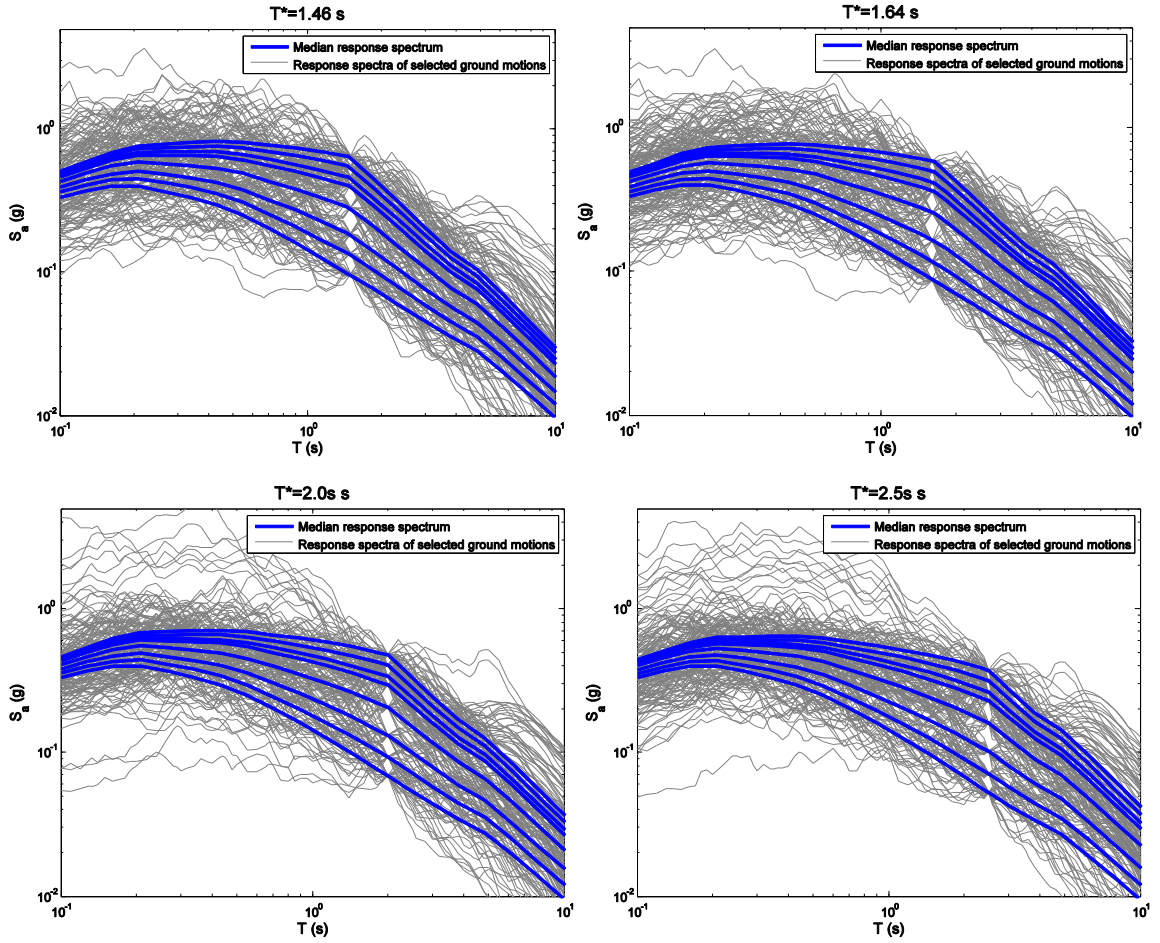 T*=1.46 s
Median response spectrum
Response spectra of selected ground motions
10^0
10^-1
10^-2
S_a (g)
10^-1
10^0
10^1
T (s)
T*=1.64 s
Median response spectrum
Response spectra of selected ground motions
10^0
10^-1
10^-2
S_a (g)
10^-1
10^0
10^1
T (s)
T*=2.0s s
Median response spectrum
Response spectra of selected ground motions
10^0
10^-1
10^-2
S_a (g)
10^-1
10^0
10^1
T (s)
T*=2.5s s
Median response spectrum
Response spectra of selected ground motions
10^0
10^-1
10^-2
S_a (g)
10^-1
10^0
10^1
T (s)